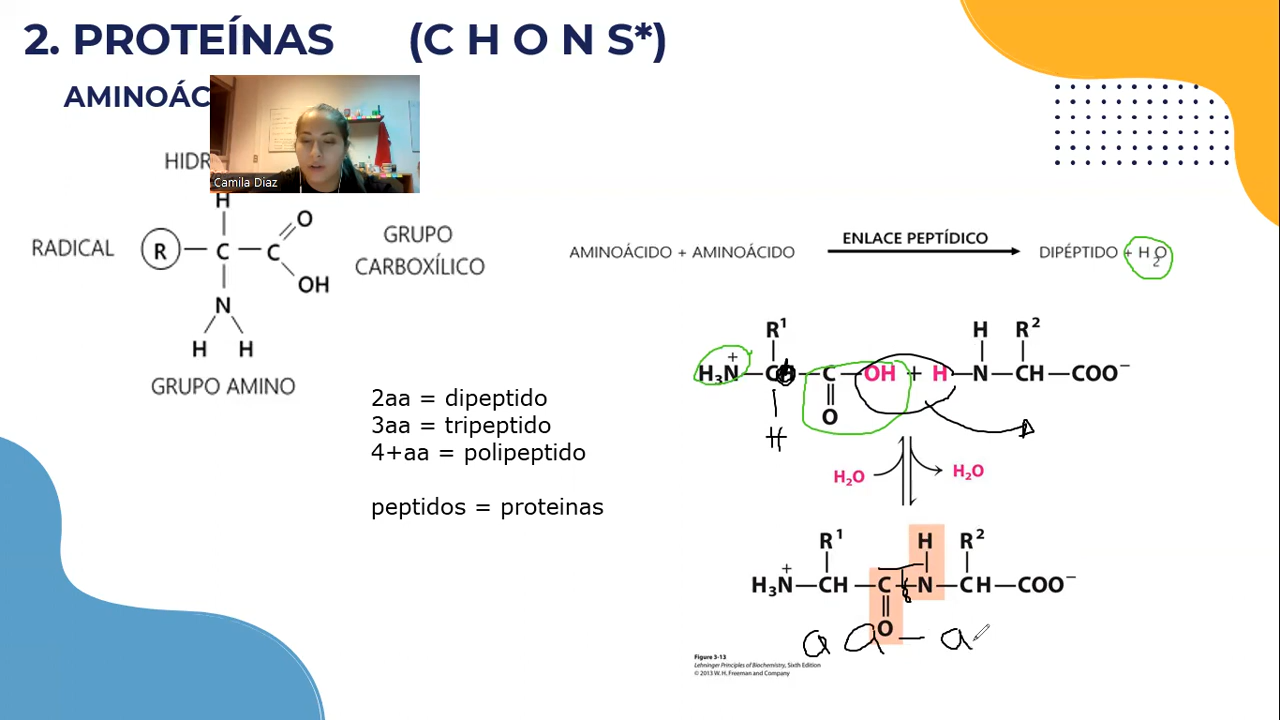 2. PROTEÍNAS (C H O N S*)
AMINOÁC
HIDR
Camila Diaz
H
O
RADICAL R C C
GRUPO CARBOXÍLICO
OH
N
H H
GRUPO AMINO
AMINOÁCIDO + AMINOÁCIDO ENLACE PEPTÍDICO DIPÉPTIDO + H2O
2aa = dipeptido
3aa = tripeptido
4+aa = polipeptido
peptidos = proteinas
R¹ H R²
+
H₃N—CH—C—OH + H—N—CH—COO⁻
O
H
H₂O H₂O
R¹ H R²
+
H₃N—CH—C—N—CH—COO⁻
O
a a — a
Figure 3-13
Lehninger Principles of Biochemistry, Sixth Edition
© 2013 W. H. Freeman and Company